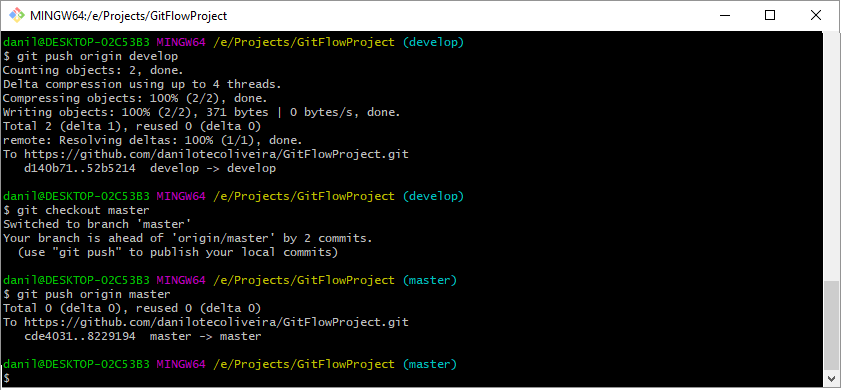 MINGW64:/e/Projects/GitFlowProject
danil@DESKTOP-02C53B3 MINGW64 /e/Projects/GitFlowProject (develop)
$ git push origin develop
Counting objects: 2, done.
Delta compression using up to 4 threads.
Compressing objects: 100% (2/2), done.
Writing objects: 100% (2/2), 371 bytes | 0 bytes/s, done.
Total 2 (delta 1), reused 0 (delta 0)
remote: Resolving deltas: 100% (1/1), done.
To https://github.com/danilotecoliveira/GitFlowProject.git
   d140b71..52b5214  develop -> develop
danil@DESKTOP-02C53B3 MINGW64 /e/Projects/GitFlowProject (develop)
$ git checkout master
Switched to branch 'master'
Your branch is ahead of 'origin/master' by 2 commits.
  (use "git push" to publish your local commits)
danil@DESKTOP-02C53B3 MINGW64 /e/Projects/GitFlowProject (master)
$ git push origin master
Total 0 (delta 0), reused 0 (delta 0)
To https://github.com/danilotecoliveira/GitFlowProject.git
   cde4031..8229194  master -> master
danil@DESKTOP-02C53B3 MINGW64 /e/Projects/GitFlowProject (master)
$